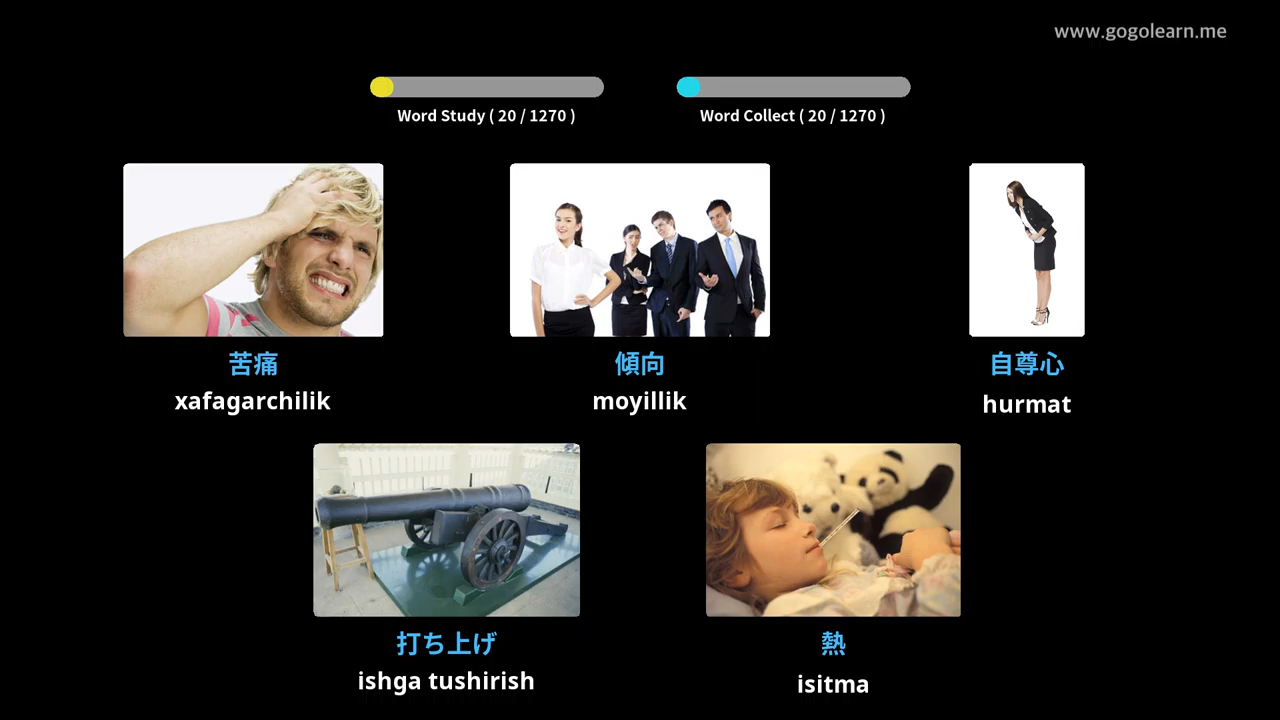 www.gogolearn.me
Word Study ( 20 / 1270 )
Word Collect ( 20 / 1270 )
苦痛
xafagarchilik
傾向
moyillik
自尊心
hurmat
打ち上げ
ishga tushirish
熱
isitma